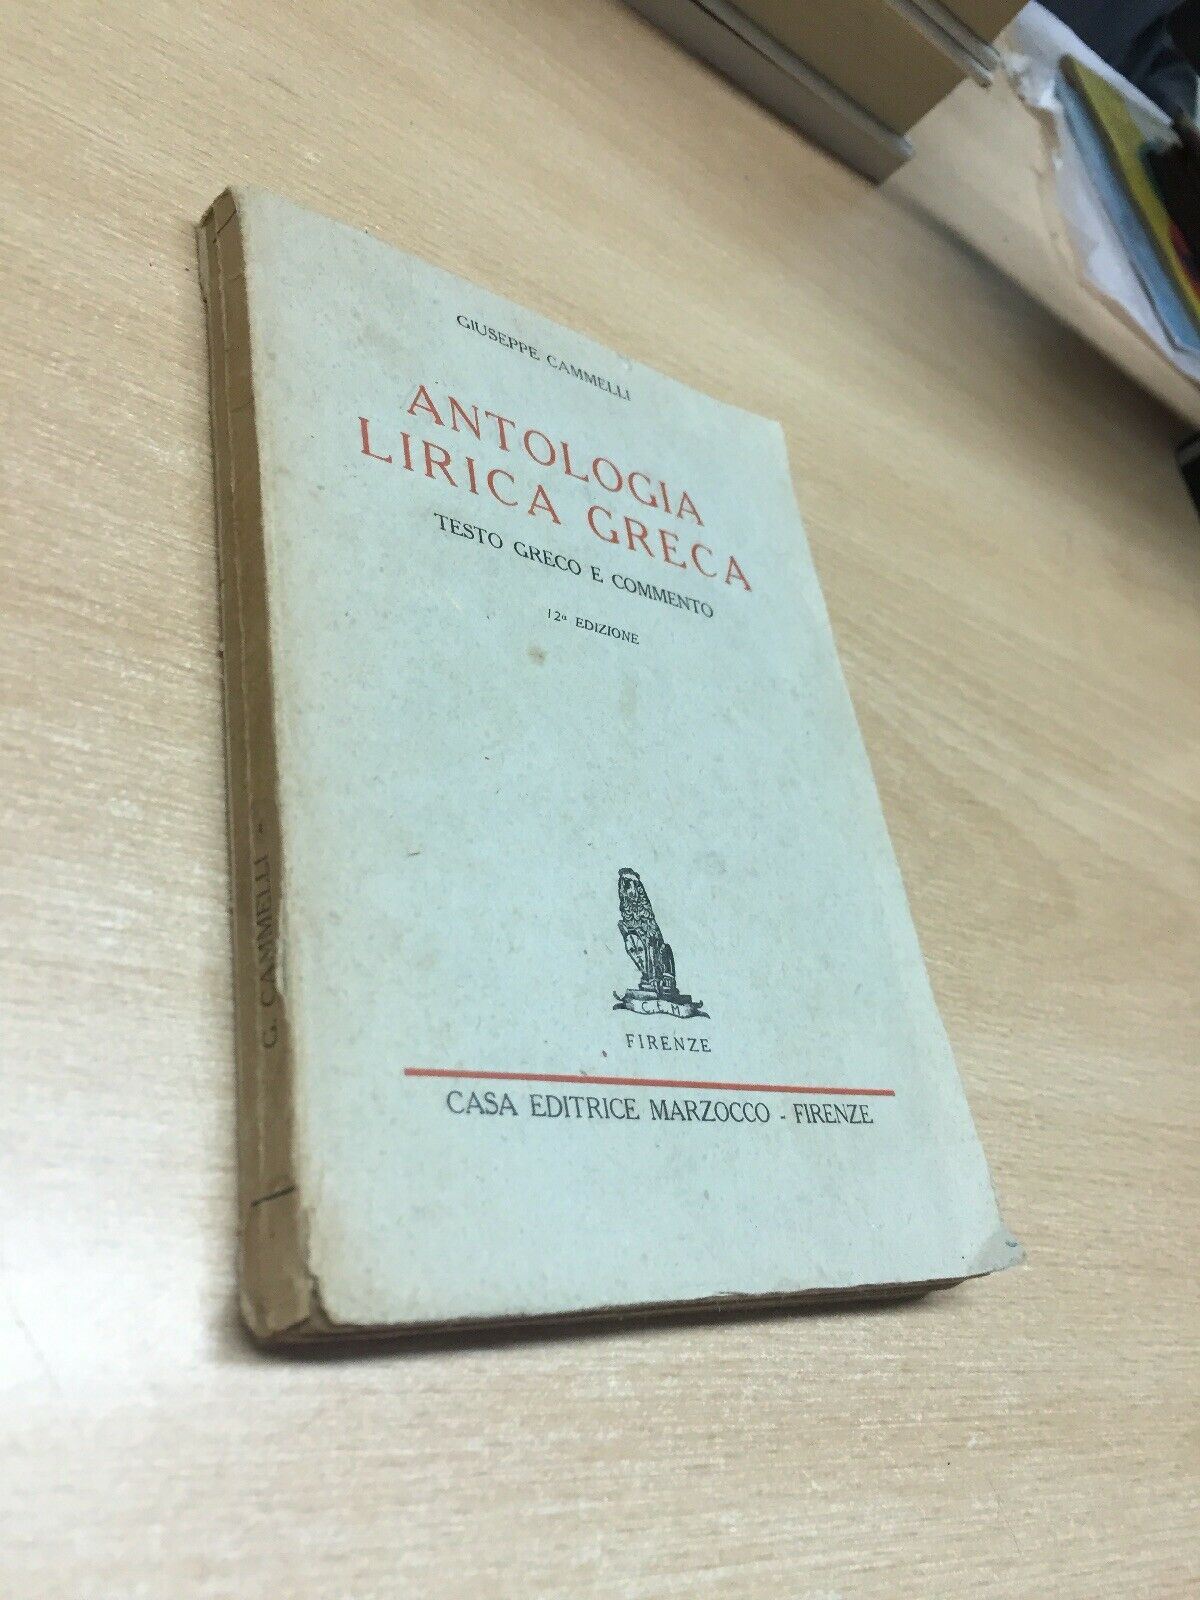 GIUSEPPE CAMMELLI
ANTOLOGIA
LIRICA GRECA
TESTO GRECO E COMMENTO
12ª EDIZIONE
C.E.M.
FIRENZE
CASA EDITRICE MARZOCCO - FIRENZE
G. CAMMELLI -